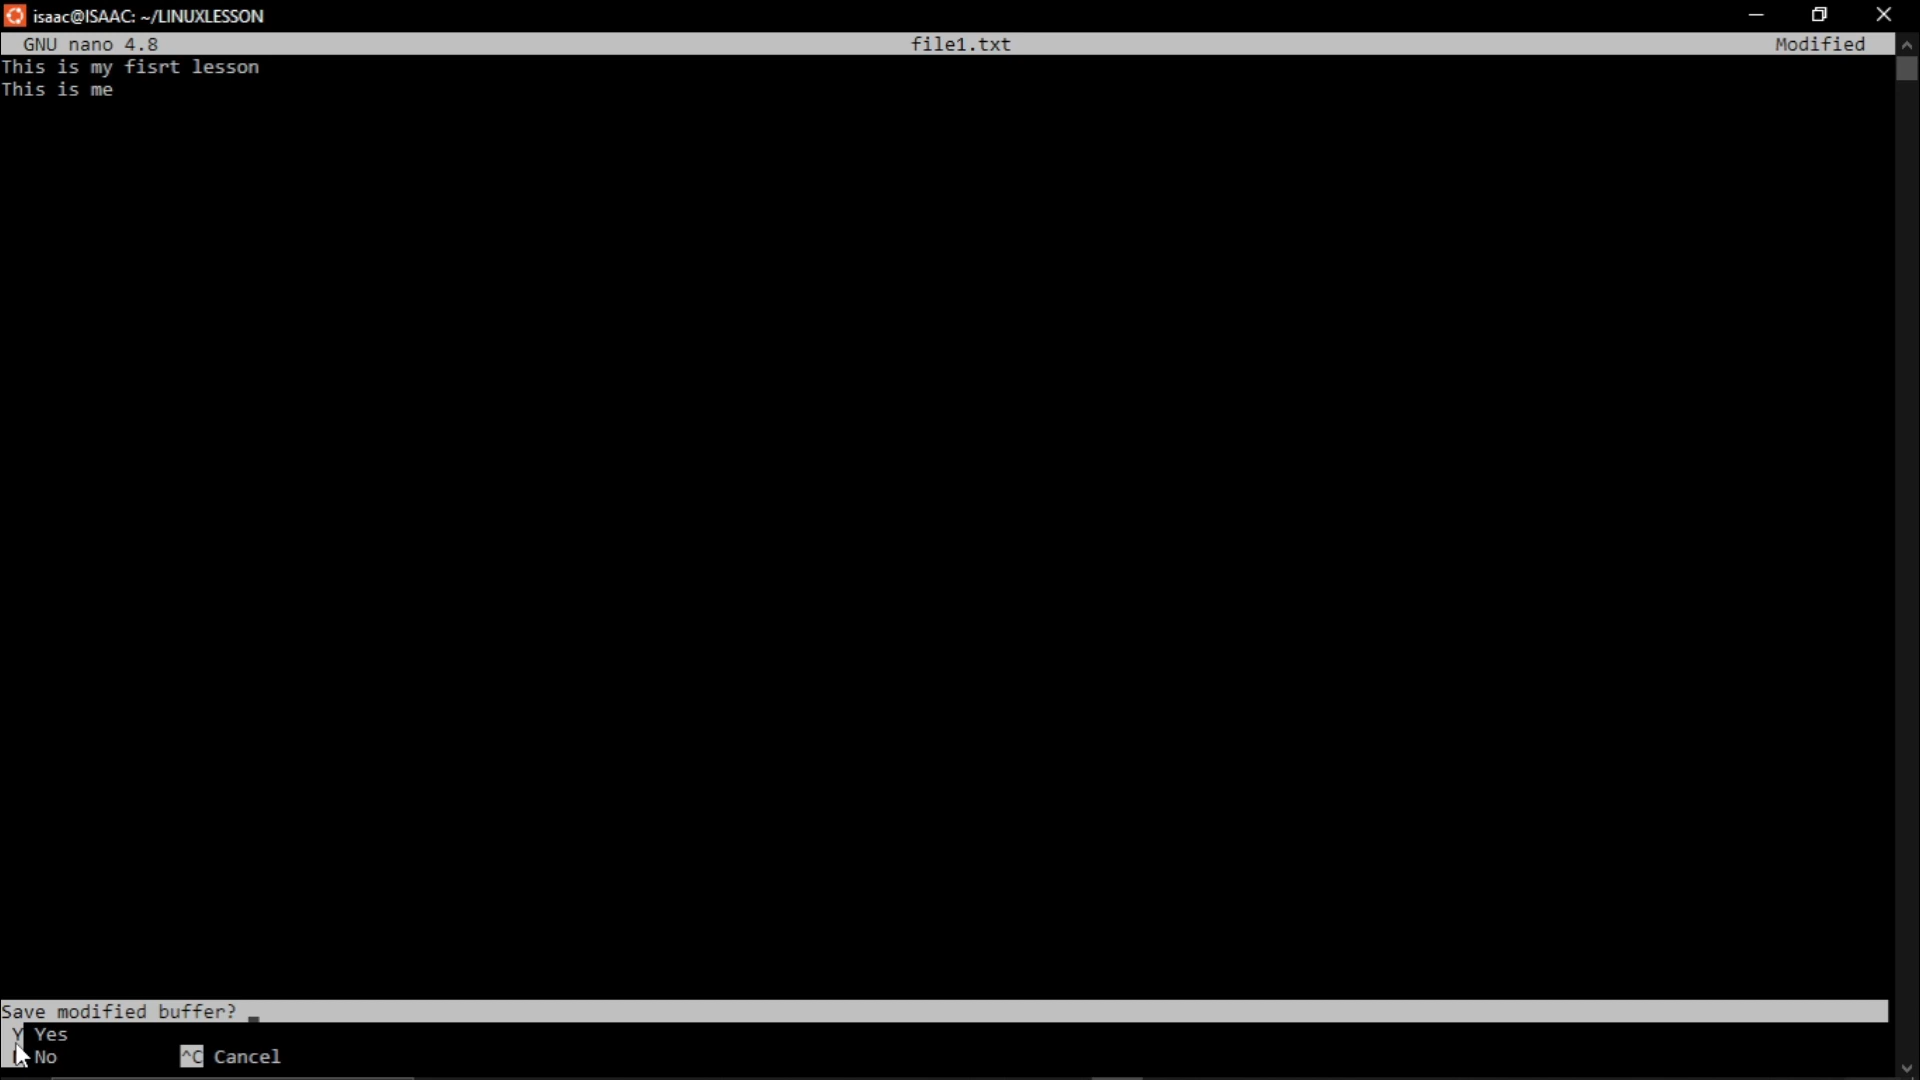 isaac@ISAAC: ~/LINUXLESSON
GNU nano 4.8 file1.txt Modified
This is my fisrt lesson
This is me
Save modified buffer?
Y Yes
No ^C Cancel